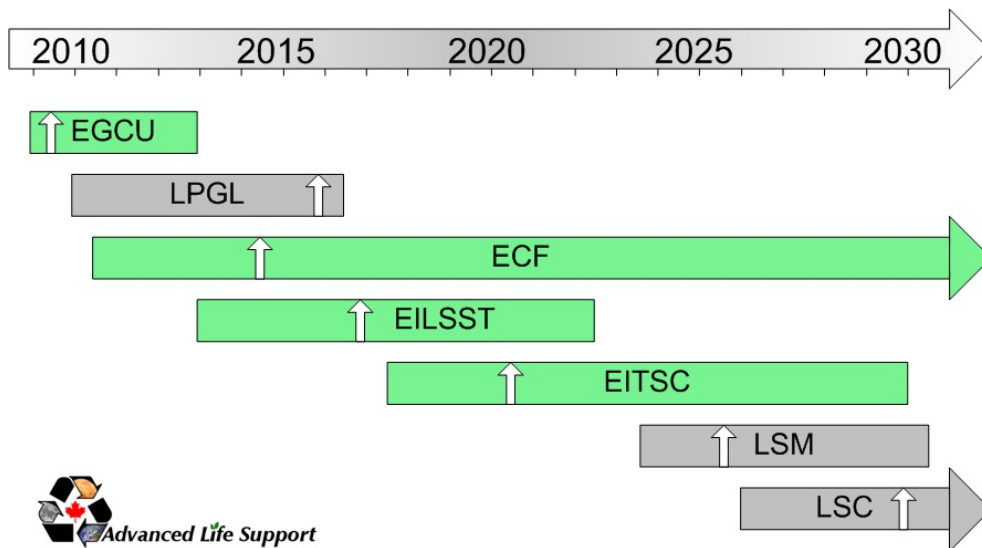 2010 2015 2020 2025 2030
EGCU
LPGL
ECF
EILSST
EITSC
LSM
LSC
Advanced Life Support